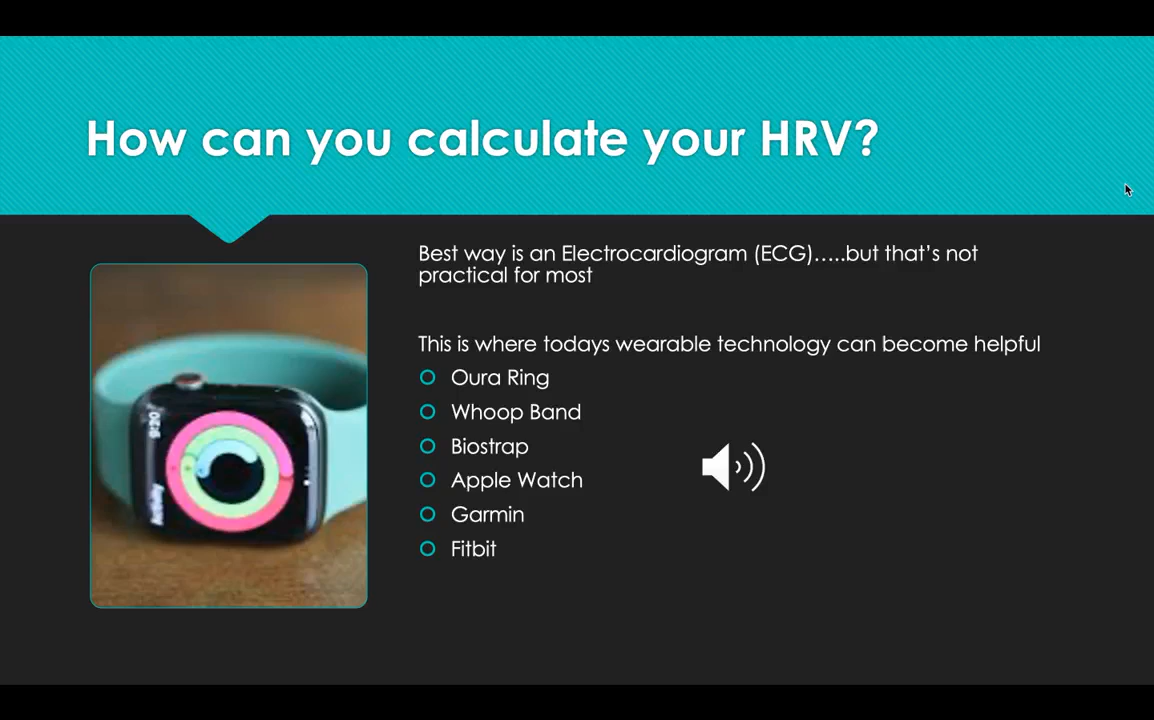 How can you calculate your HRV?
Best way is an Electrocardiogram (ECG)…..but that’s not
practical for most
This is where todays wearable technology can become helpful
Oura Ring
Whoop Band
Biostrap
Apple Watch
Garmin
Fitbit